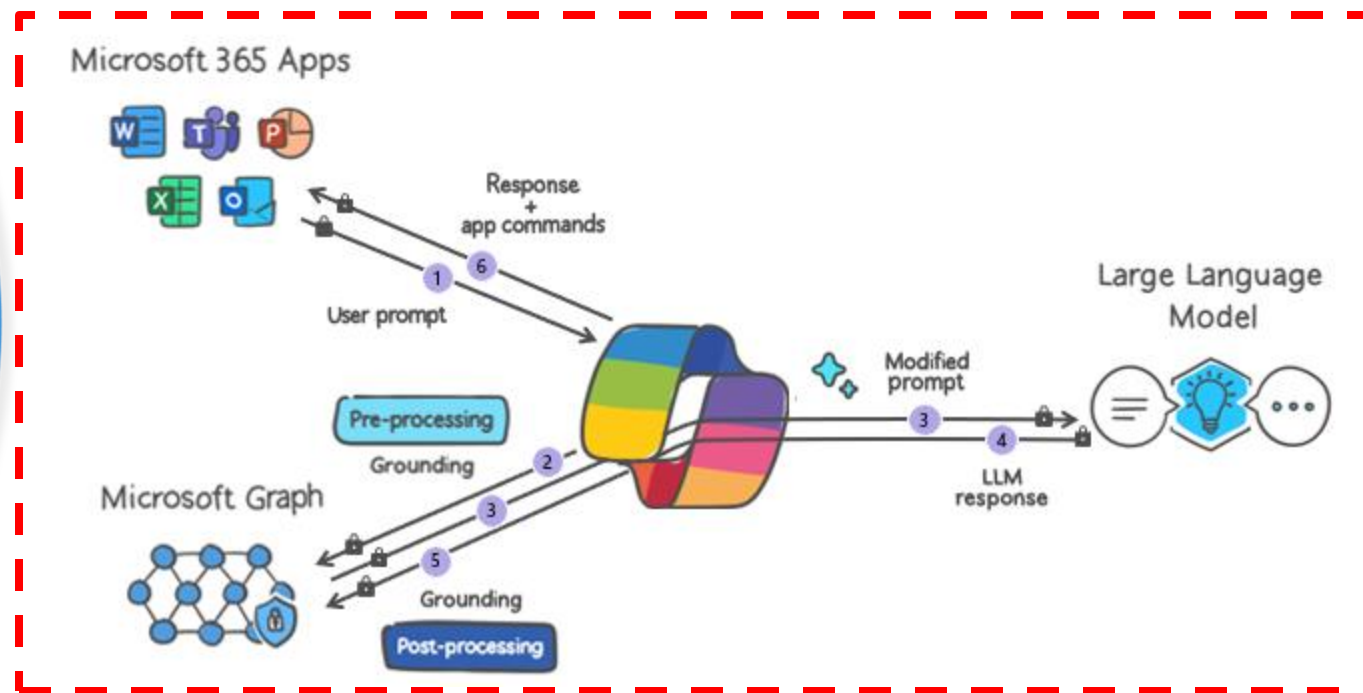 Microsoft 365 Apps
W
T
P
X
O
Response
+
app commands
6
1
User prompt
Large Language
Model
Modified
prompt
3
4
LLM
response
Pre-processing
Grounding
2
Microsoft Graph
3
5
Grounding
Post-processing